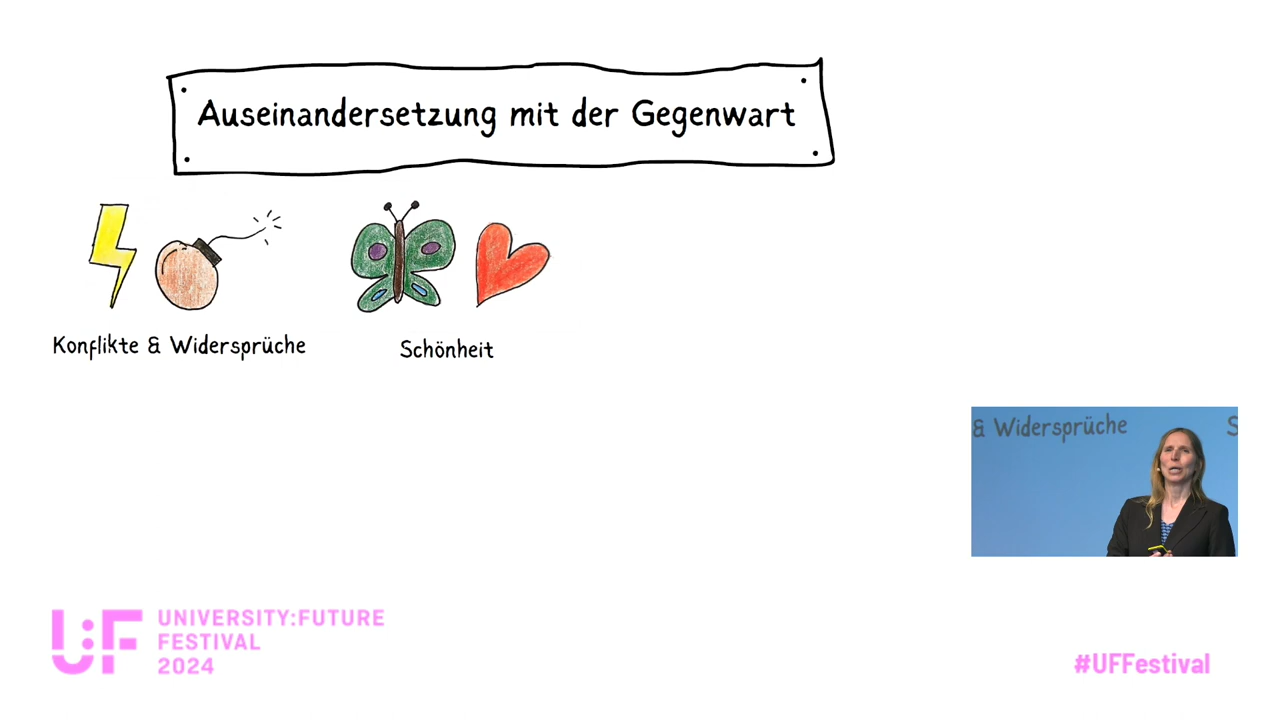 Auseinandersetzung mit der Gegenwart
Konflikte & Widersprüche
Schönheit
& Widersprüche
S
UNIVERSITY:FUTURE
FESTIVAL
2024
U:F
#UFFestival